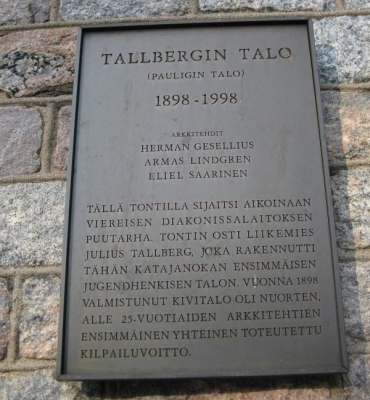 TALLBERGIN TALO
(PAULIGIN TALO)
1898 - 1998
ARKKITEHDIT
HERMAN GESELLIUS
ARMAS LINDGREN
ELIEL SAARINEN
TÄLLÄ TONTILLA SIJAITSI AIKOINAAN
VIEREISEN DIAKONISSALAITOKSEN
PUUTARHA. TONTIN OSTI LIIKEMIES
JULIUS TALLBERG, JOKA RAKENNUTTI
TÄHÄN KATAJANOKAN ENSIMMÄISEN
JUGENDHENKISEN TALON. VUONNA 1898
VALMISTUNUT KIVITALO OLI NUORTEN,
ALLE 25-VUOTIAIDEN ARKKITEHTIEN
ENSIMMÄINEN YHTEINEN TOTEUTETTU
KILPAILUVOITTO.